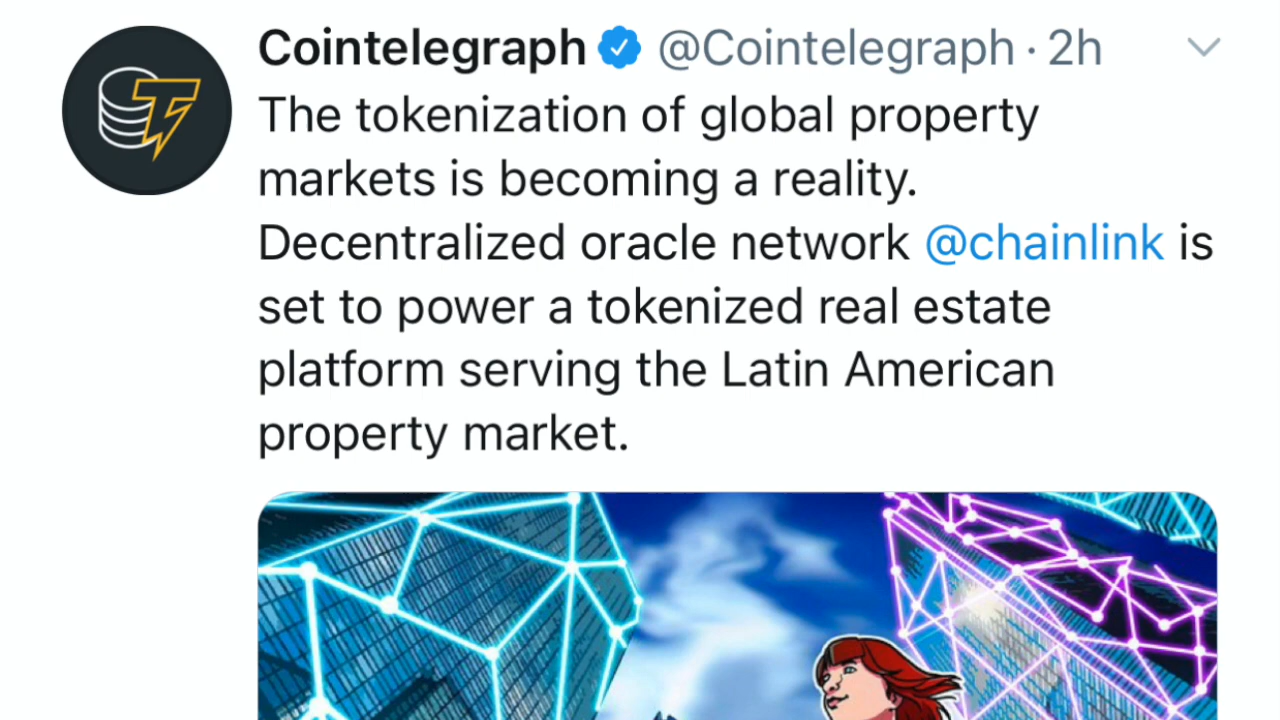 Cointelegraph @Cointelegraph · 2h
The tokenization of global property
markets is becoming a reality.
Decentralized oracle network @chainlink is
set to power a tokenized real estate
platform serving the Latin American
property market.